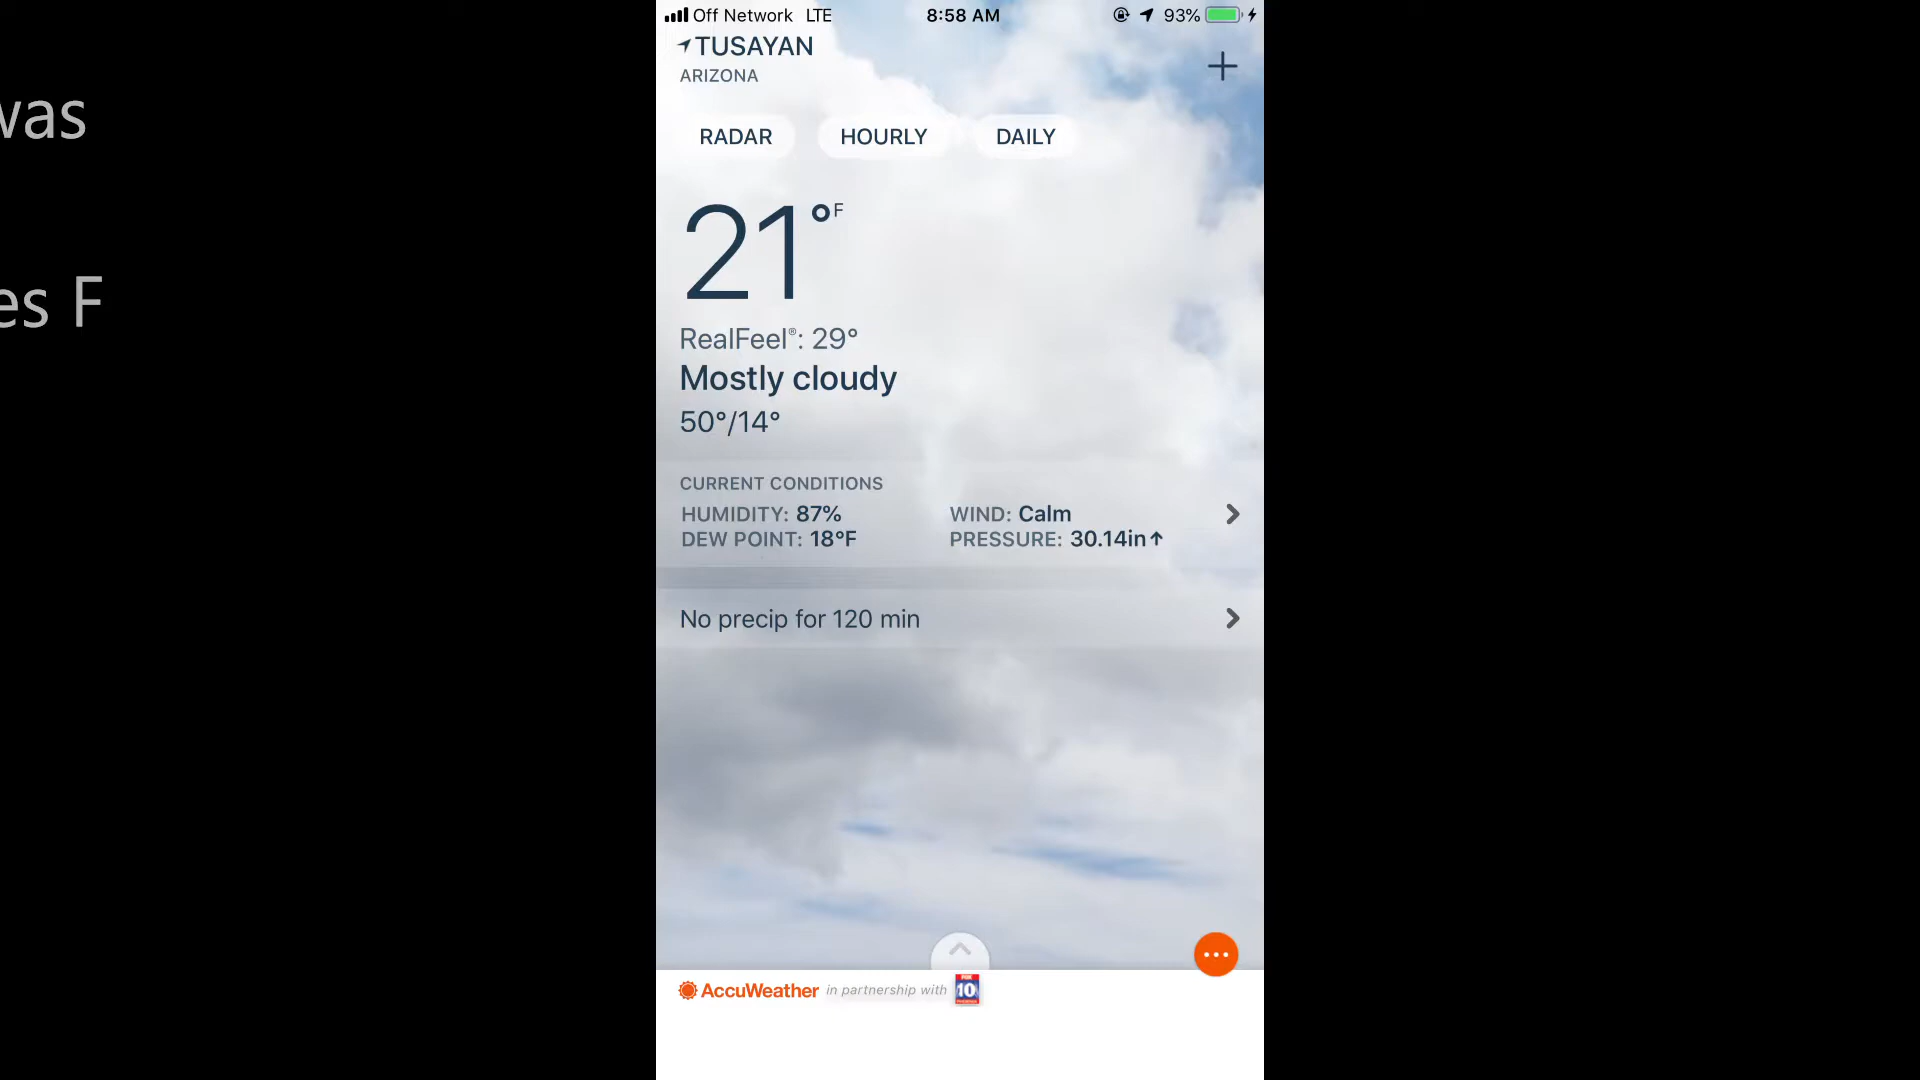 was
es F
Off Network LTE 8:58 AM 93%
TUSAYAN
ARIZONA
RADAR HOURLY DAILY
21°F
RealFeel®: 29°
Mostly cloudy
50°/14°
CURRENT CONDITIONS
HUMIDITY: 87% WIND: Calm
DEW POINT: 18°F PRESSURE: 30.14in↑
No precip for 120 min
AccuWeather in partnership with FOX 10